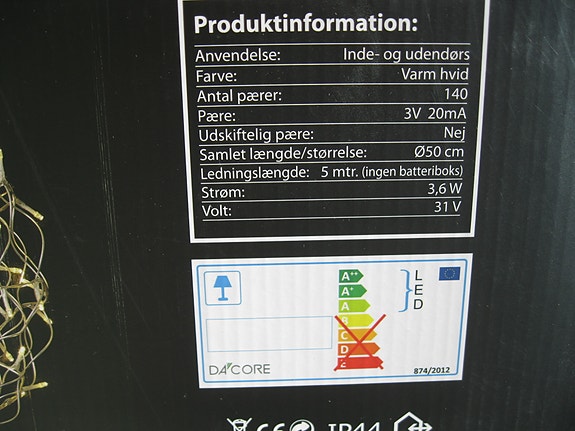 Produktinformation:
Anvendelse: Inde- og udendørs
Farve: Varm hvid
Antal pærer: 140
Pære: 3V 20mA
Udskiftelig pære: Nej
Samlet længde/størrelse: Ø50 cm
Ledningslængde: 5 mtr. (ingen batteriboks)
Strøm: 3,6 W
Volt: 31 V
A++
A+
A
B
C
D
E
L
E
D
DACORE
874/2012
CE IP44